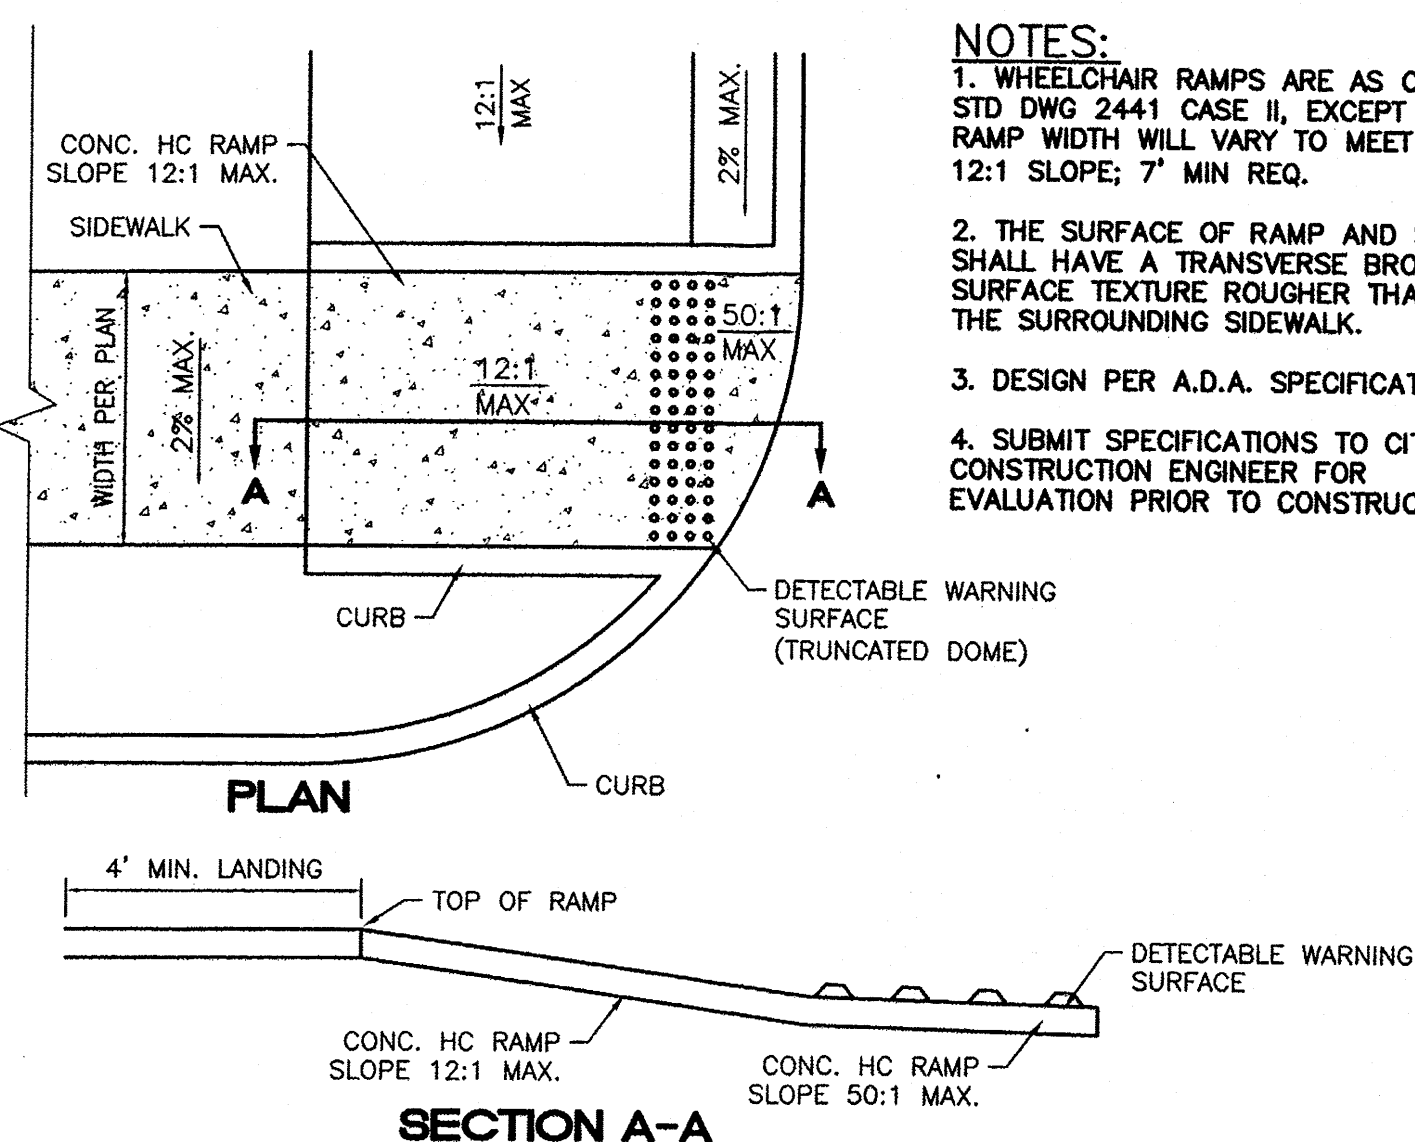 NOTES:
1. WHEELCHAIR RAMPS ARE AS
STD DWG 2441 CASE II, EXCEPT
RAMP WIDTH WILL VARY TO MEET
12:1 SLOPE; 7' MIN REQ.
2. THE SURFACE OF RAMP AND
SHALL HAVE A TRANSVERSE
SURFACE TEXTURE ROUGHER
THE SURROUNDING SIDEWALK.
3. DESIGN PER A.D.A.
4. SUBMIT SPECIFICATIONS TO
CONSTRUCTION ENGINEER FOR
EVALUATION PRIOR TO
12:1
MAX
2% MAX.
CONC. HC RAMP
SLOPE 12:1 MAX.
SIDEWALK
WIDTH PER PLAN
2% MAX.
12:1
MAX
50:1
MAX
A
A
CURB
DETECTABLE WARNING
SURFACE
(TRUNCATED DOME)
CURB
PLAN
4' MIN. LANDING
TOP OF RAMP
DETECTABLE WARNING
SURFACE
CONC. HC RAMP
SLOPE 12:1 MAX.
CONC. HC RAMP
SLOPE 50:1 MAX.
SECTION A-A